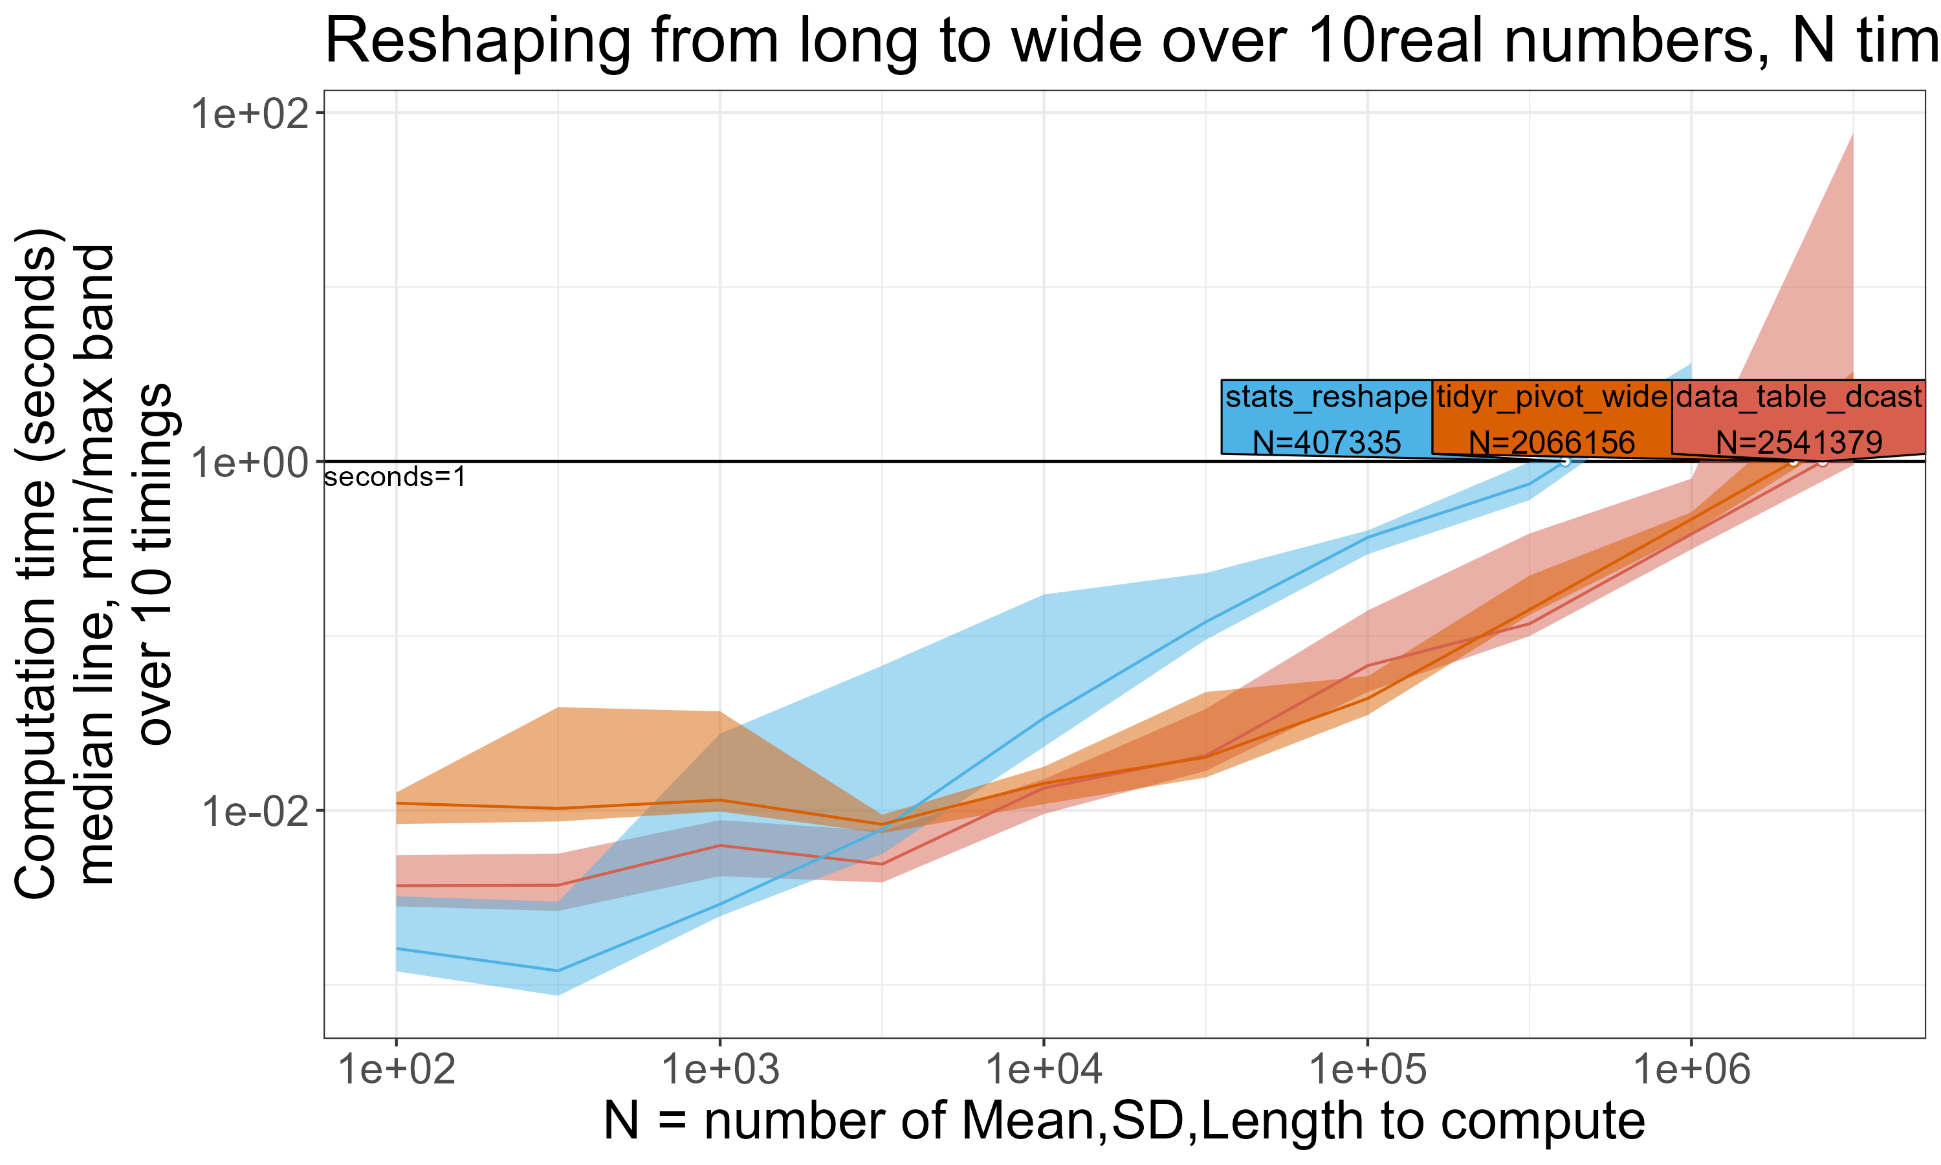 Reshaping from long to wide over 10real numbers, N tim
Computation time (seconds)
median line, min/max band
over 10 timings
1e+02
1e+00
1e-02
stats_reshape
N=407335
tidyr_pivot_wide
N=2066156
data_table_dcast
N=2541379
seconds=1
1e+02
1e+03
1e+04
1e+05
1e+06
N = number of Mean,SD,Length to compute